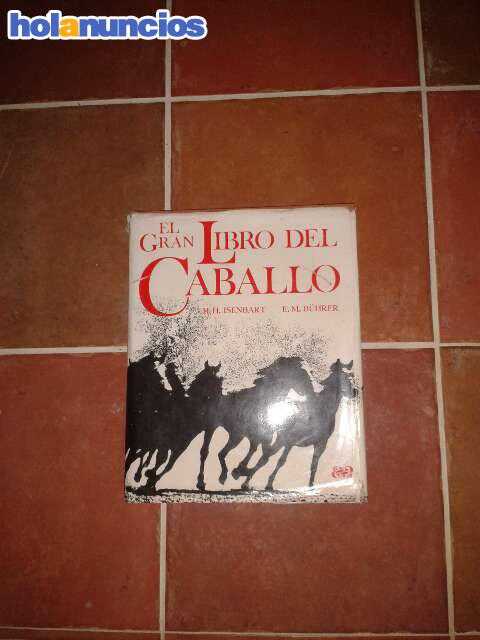 holanuncios
EL
GRAN LIBRO DEL
CABALLO
H. H. ISENBART E. M. BÜHRER